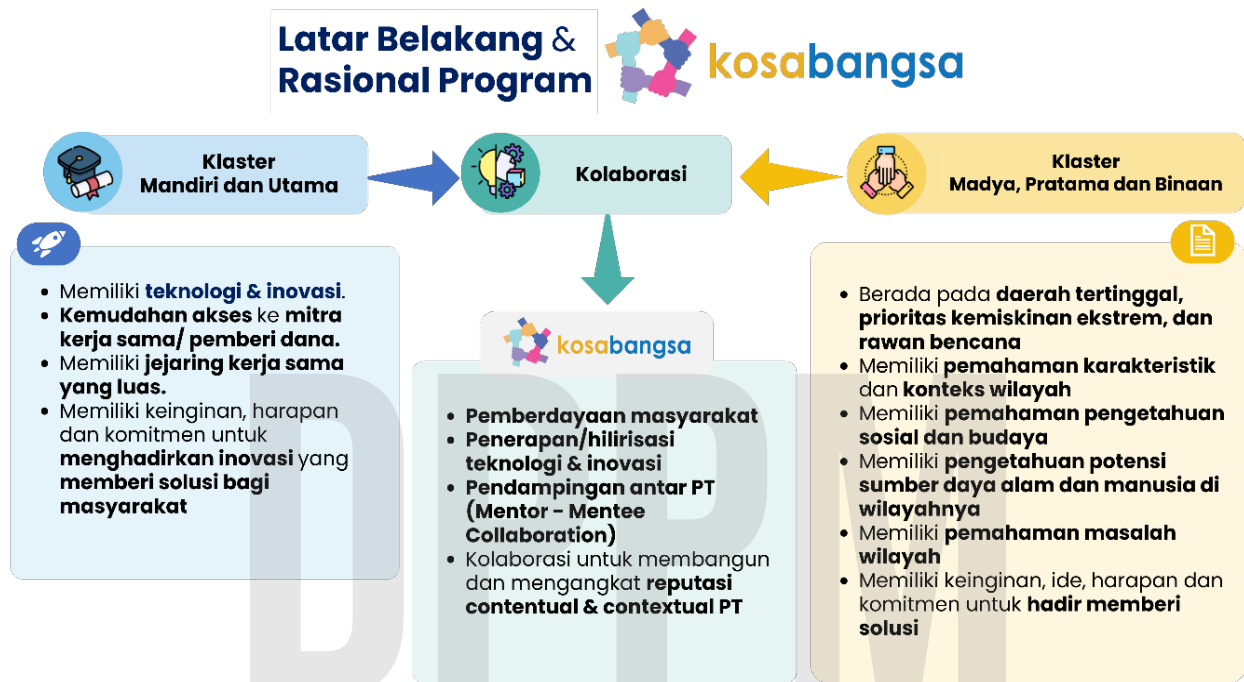 Latar Belakang &
Rasional Program
kosabangsa
Klaster
Mandiri dan Utama
Kolaborasi
Klaster
Madya, Pratama dan Binaan
• Memiliki teknologi & inovasi.
• Kemudahan akses ke mitra
kerja sama/ pemberi dana.
• Memiliki jejaring kerja sama
yang luas.
• Memiliki keinginan, harapan
dan komitmen untuk
menghadirkan inovasi yang
memberi solusi bagi
masyarakat
kosabangsa
• Pemberdayaan masyarakat
• Penerapan/hilirisasi
teknologi & inovasi
• Pendampingan antar PT
(Mentor - Mentee
Collaboration)
• Kolaborasi untuk membangun
dan mengangkat reputasi
contentual & contextual PT
• Berada pada daerah tertinggal,
prioritas kemiskinan ekstrem, dan
rawan bencana
• Memiliki pemahaman karakteristik
dan konteks wilayah
• Memiliki pemahaman pengetahuan
sosial dan budaya
• Memiliki pengetahuan potensi
sumber daya alam dan manusia di
wilayahnya
• Memiliki pemahaman masalah
wilayah
• Memiliki keinginan, ide, harapan dan
komitmen untuk hadir memberi
solusi
DPPM